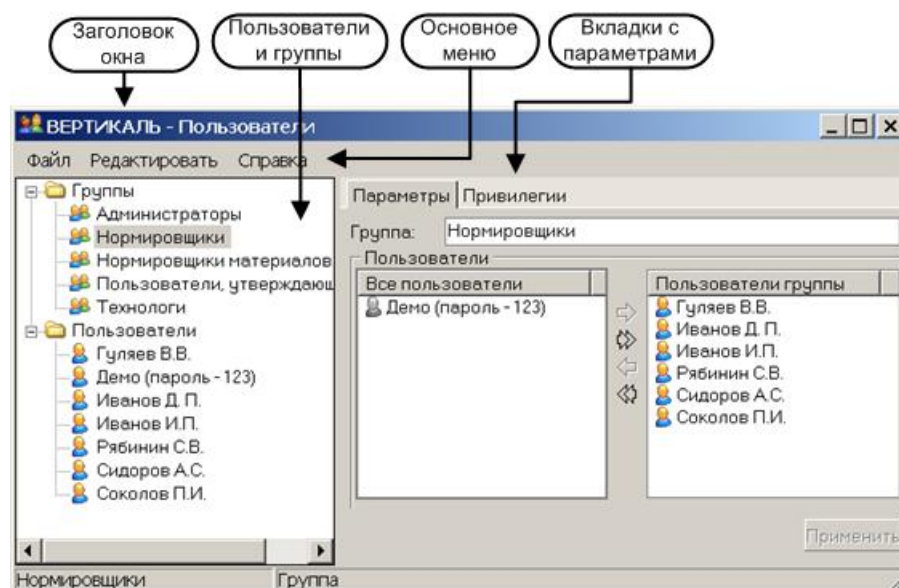 Заголовок окна
Пользователи и группы
Основное меню
Вкладки с параметрами
ВЕРТИКАЛЬ - Пользователи
Файл Редактировать Справка
Группы
Администраторы
Нормировщики
Нормировщики материалов
Пользователи, утверждающ
Технологи
Пользователи
Гуляев В.В.
Демо (пароль - 123)
Иванов Д. П.
Иванов И.П.
Рябинин С.В.
Сидоров А.С.
Соколов П.И.
Параметры Привилегии
Группа: Нормировщики
Пользователи
Все пользователи
Демо (пароль - 123)
Пользователи группы
Гуляев В.В.
Иванов Д. П.
Иванов И.П.
Рябинин С.В.
Сидоров А.С.
Соколов П.И.
Применить
Нормировщики Группа